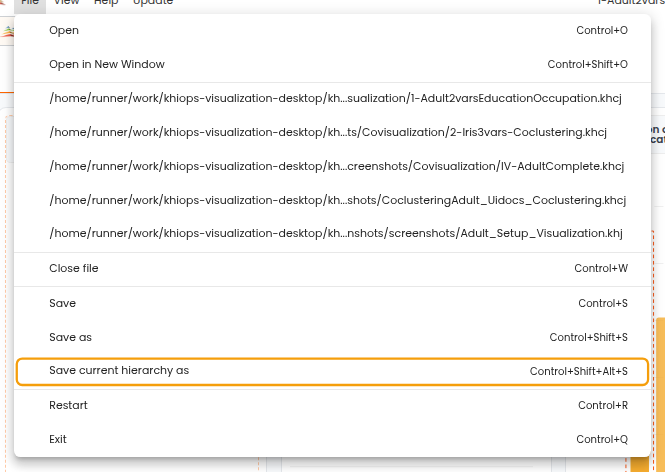 File View Help Update
1-Adult2vars
Open Control+O
Open in New Window Control+Shift+O
/home/runner/work/khiops-visualization-desktop/kh...sualization/1-Adult2varsEducationOccupation.khcj
/home/runner/work/khiops-visualization-desktop/kh...ts/Covisualization/2-Iris3vars-Coclustering.khcj
/home/runner/work/khiops-visualization-desktop/kh...creenshots/Covisualization/IV-AdultComplete.khcj
/home/runner/work/khiops-visualization-desktop/kh...shots/CoclusteringAdult_Uidocs_Coclustering.khcj
/home/runner/work/khiops-visualization-desktop/kh...nshots/screenshots/Adult_Setup_Visualization.khj
Close file Control+W
Save Control+S
Save as Control+Shift+S
Save current hierarchy as Control+Shift+Alt+S
Restart Control+R
Exit Control+Q